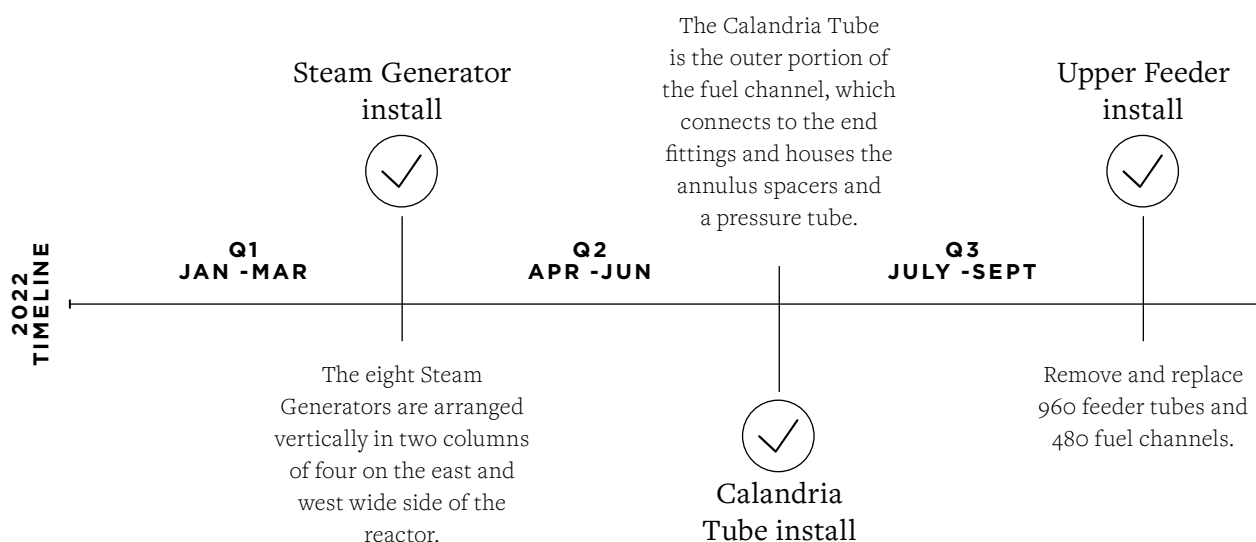 2022
TIMELINE
Steam Generator
install
Q1
JAN -MAR
The eight Steam
Generators are arranged
vertically in two columns
of four on the east and
west wide side of the
reactor.
Q2
APR -JUN
The Calandria Tube
is the outer portion of
the fuel channel, which
connects to the end
fittings and houses the
annulus spacers and
a pressure tube.
Calandria
Tube install
Q3
JULY -SEPT
Upper Feeder
install
Remove and replace
960 feeder tubes and
480 fuel channels.